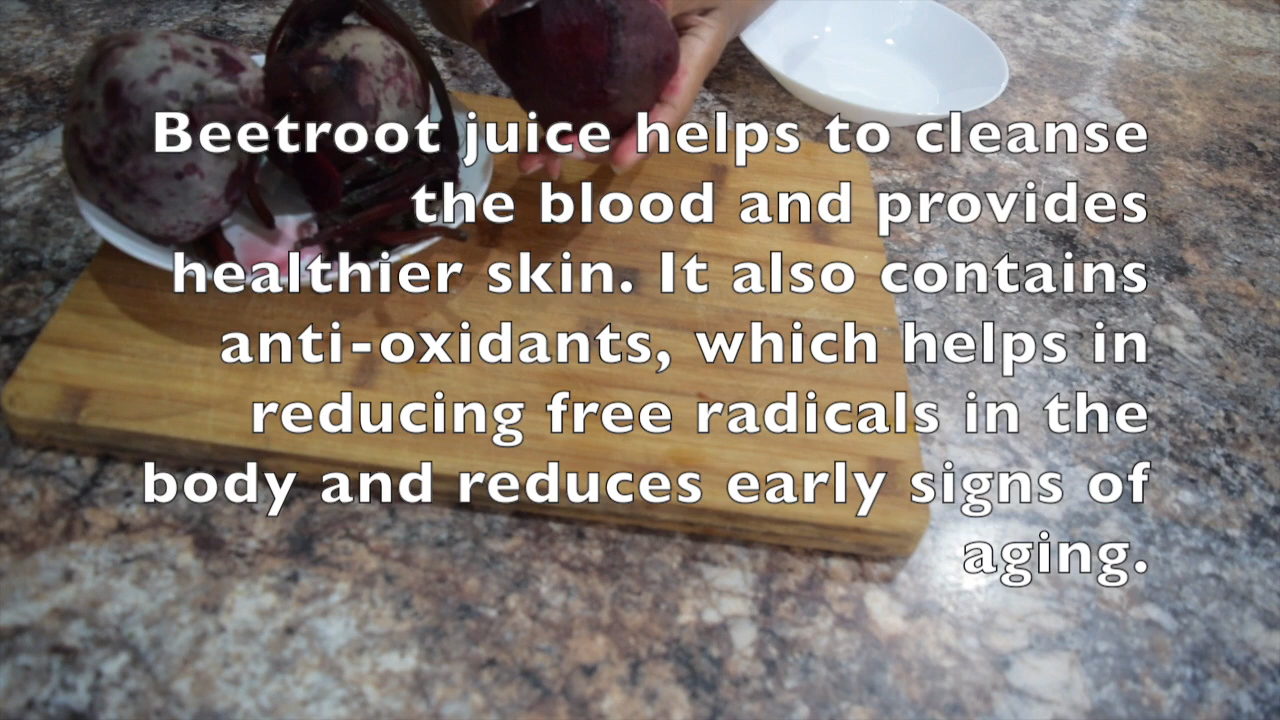 Beetroot juice helps to cleanse
the blood and provides
healthier skin. It also contains
anti-oxidants, which helps in
reducing free radicals in the
body and reduces early signs of
aging.